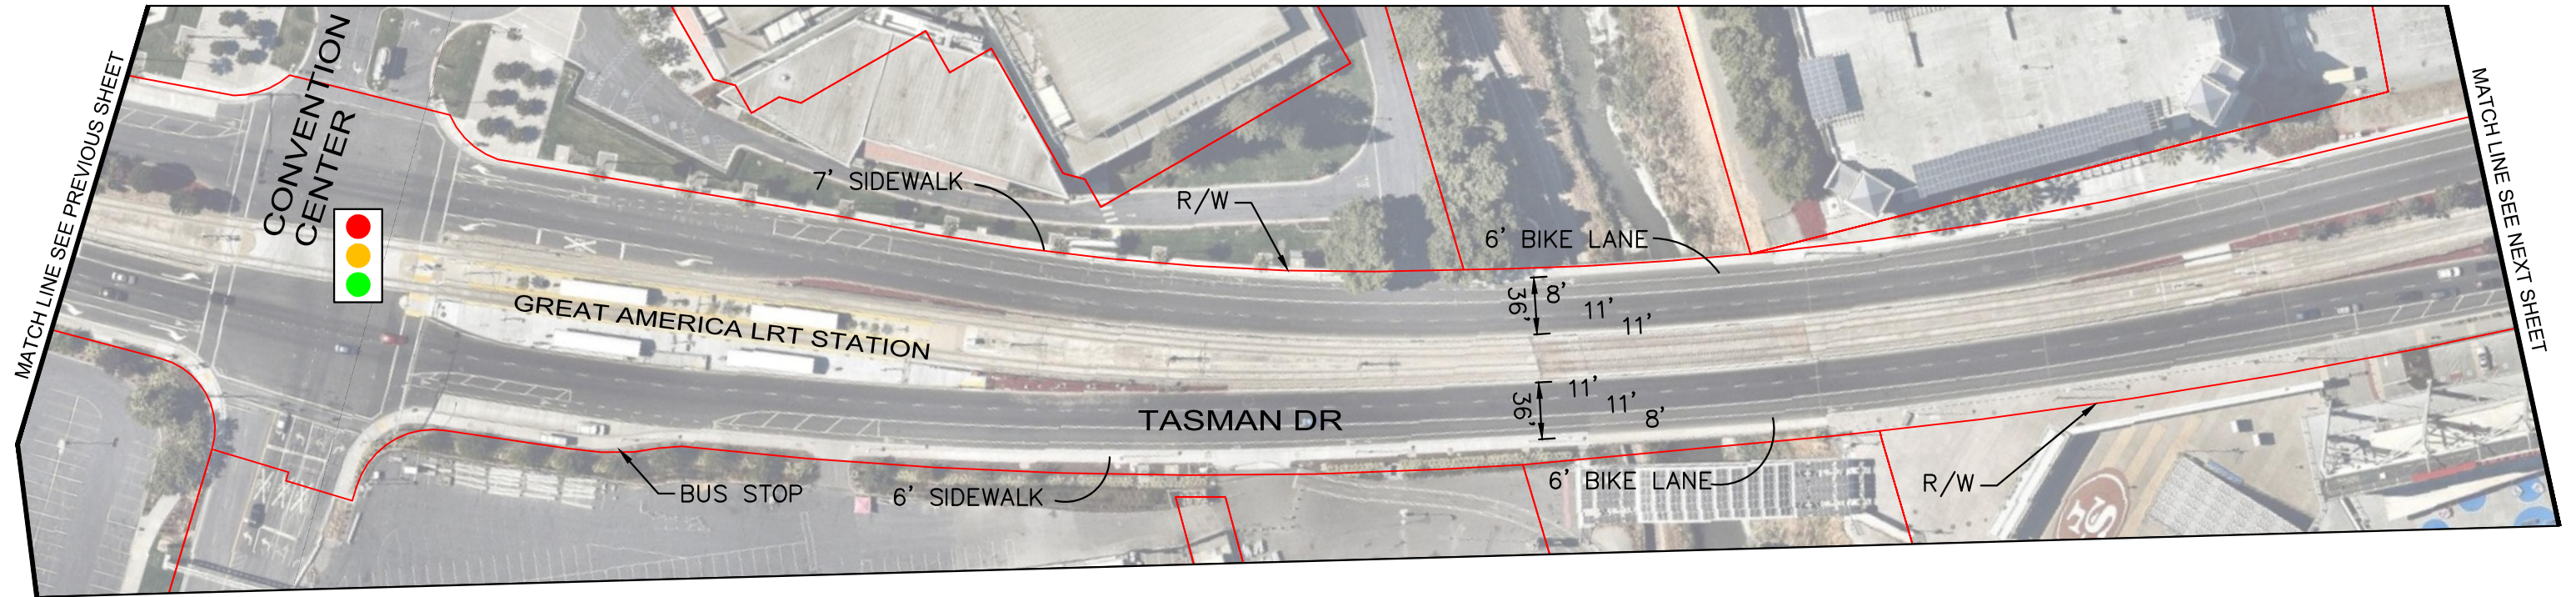 MATCH LINE SEE PREVIOUS SHEET
CONVENTION
CENTER
7' SIDEWALK
R/W
6' BIKE LANE
MATCH LINE SEE NEXT SHEET
36'
8'
11'
11'
GREAT AMERICA LRT STATION
TASMAN DR
36'
11'
11'
8'
BUS STOP
6' SIDEWALK
6' BIKE LANE
R/W
SF